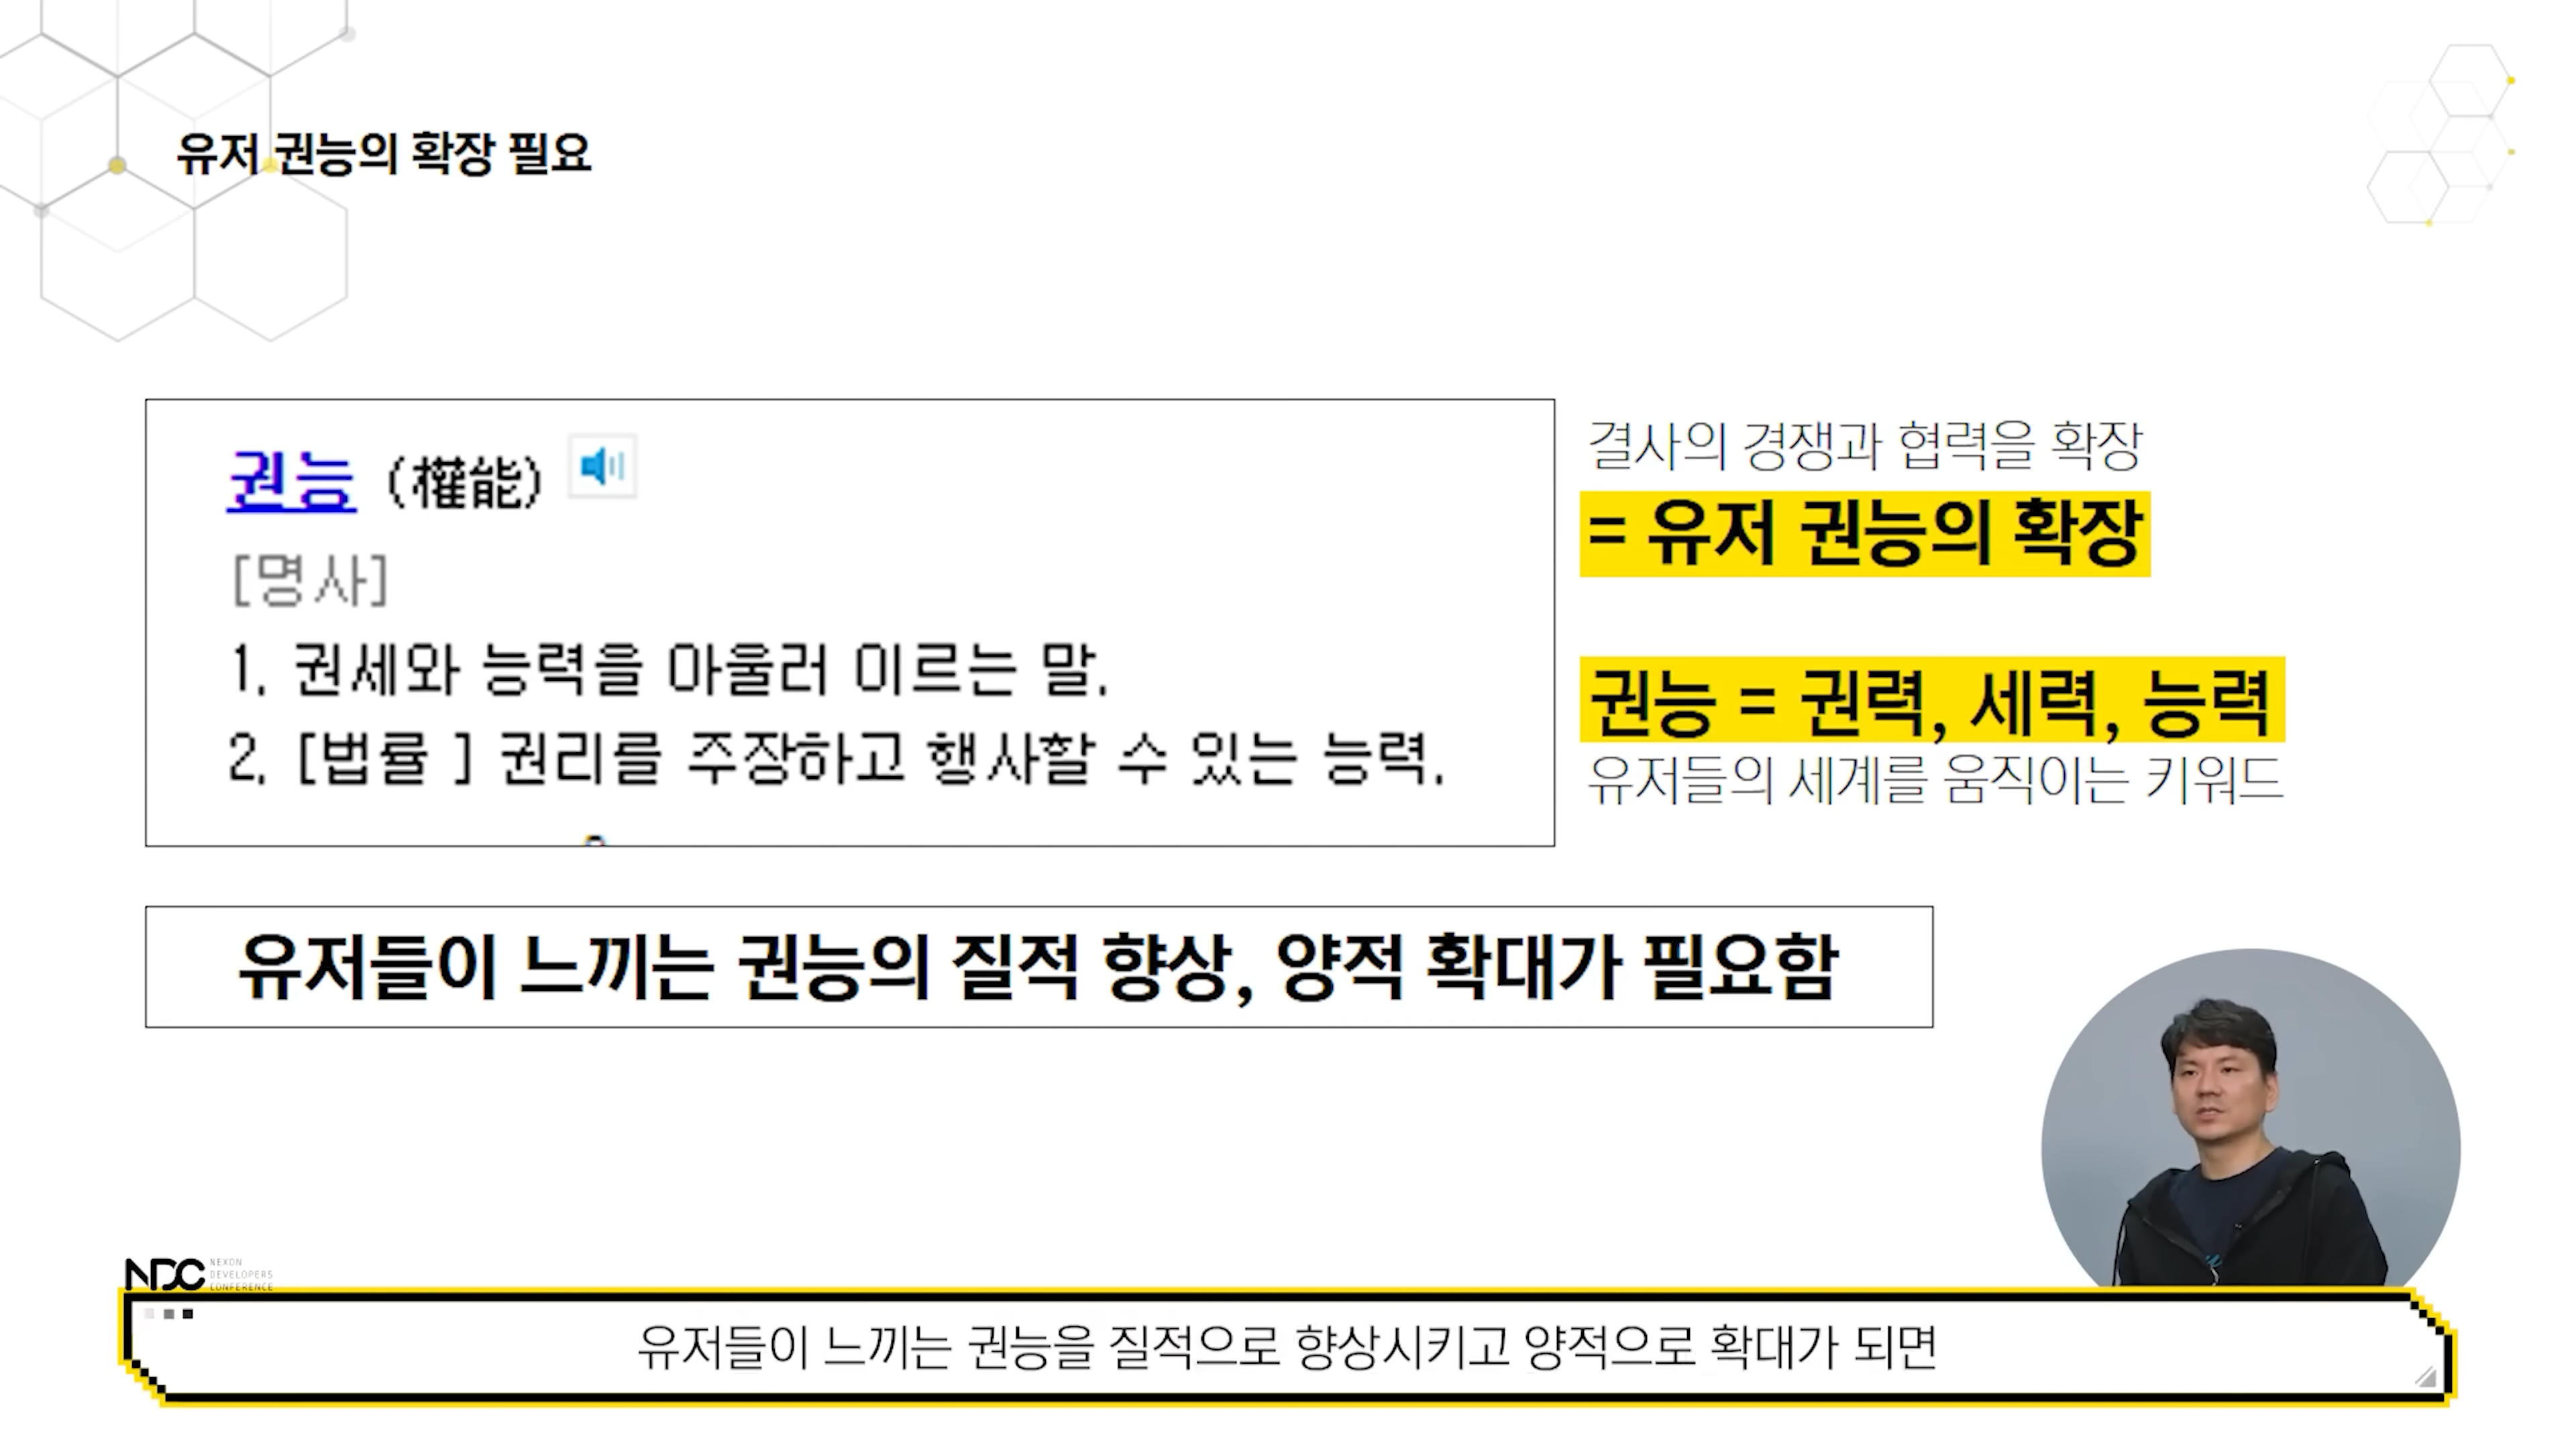 유저 권능의 확장 필요
권능 (權能)
[명사]
1. 권세와 능력을 아울러 이르는 말.
2. [법률 ] 권리를 주장하고 행사할 수 있는 능력.
결사의 경쟁과 협력을 확장
= 유저 권능의 확장
권능 = 권력, 세력, 능력
유저들의 세계를 움직이는 키워드
유저들이 느끼는 권능의 질적 향상, 양적 확대가 필요함
NDC
NEXON
DEVELOPERS
CONFERENCE
유저들이 느끼는 권능을 질적으로 향상시키고 양적으로 확대가 되면